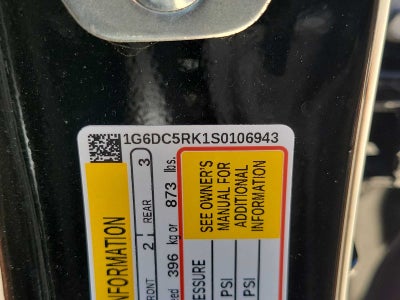 1G6DC5RK1S0106943
INFORMATION
FRONT 2 REAR 3
396 kg or 873 lbs.
SEE OWNER'S
MANUAL FOR
ADDITIONAL
INFORMATION
PSI
PSI